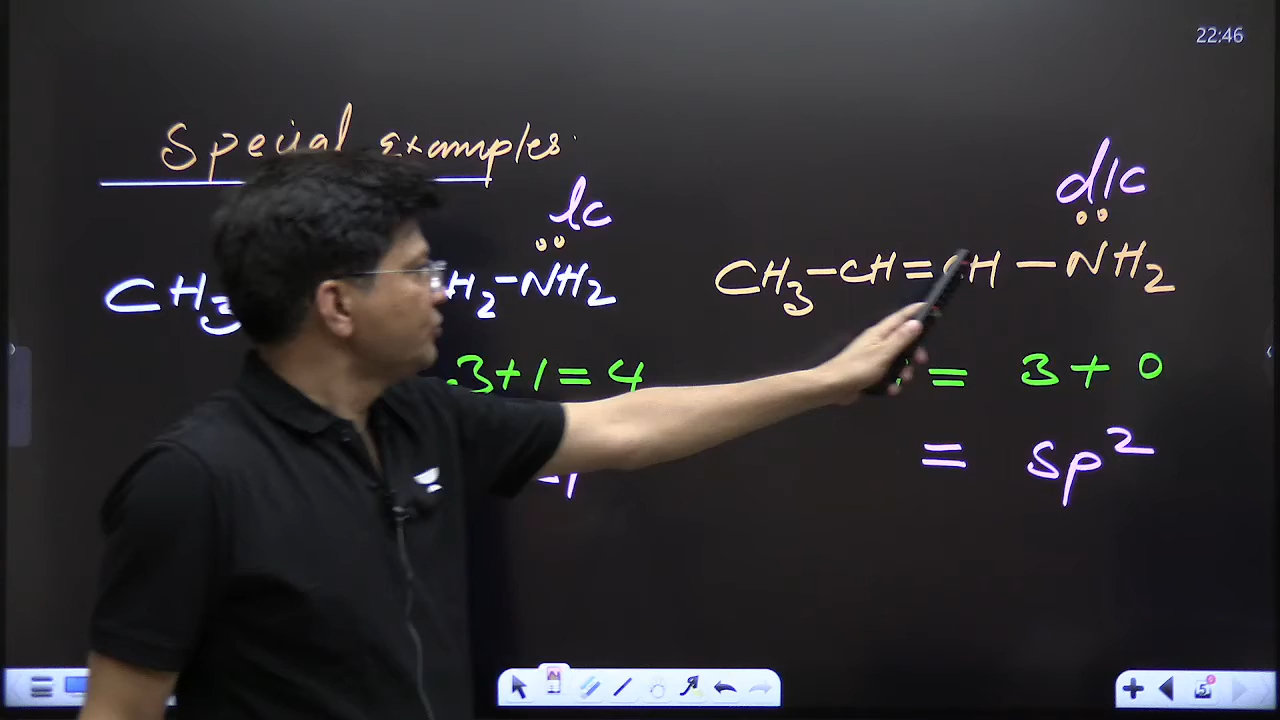 22:46
Special examples
lc
dlc
CH3 H2-NH2
CH3-CH=CH-NH2
3+1=4
= 3+0
= sp2
5